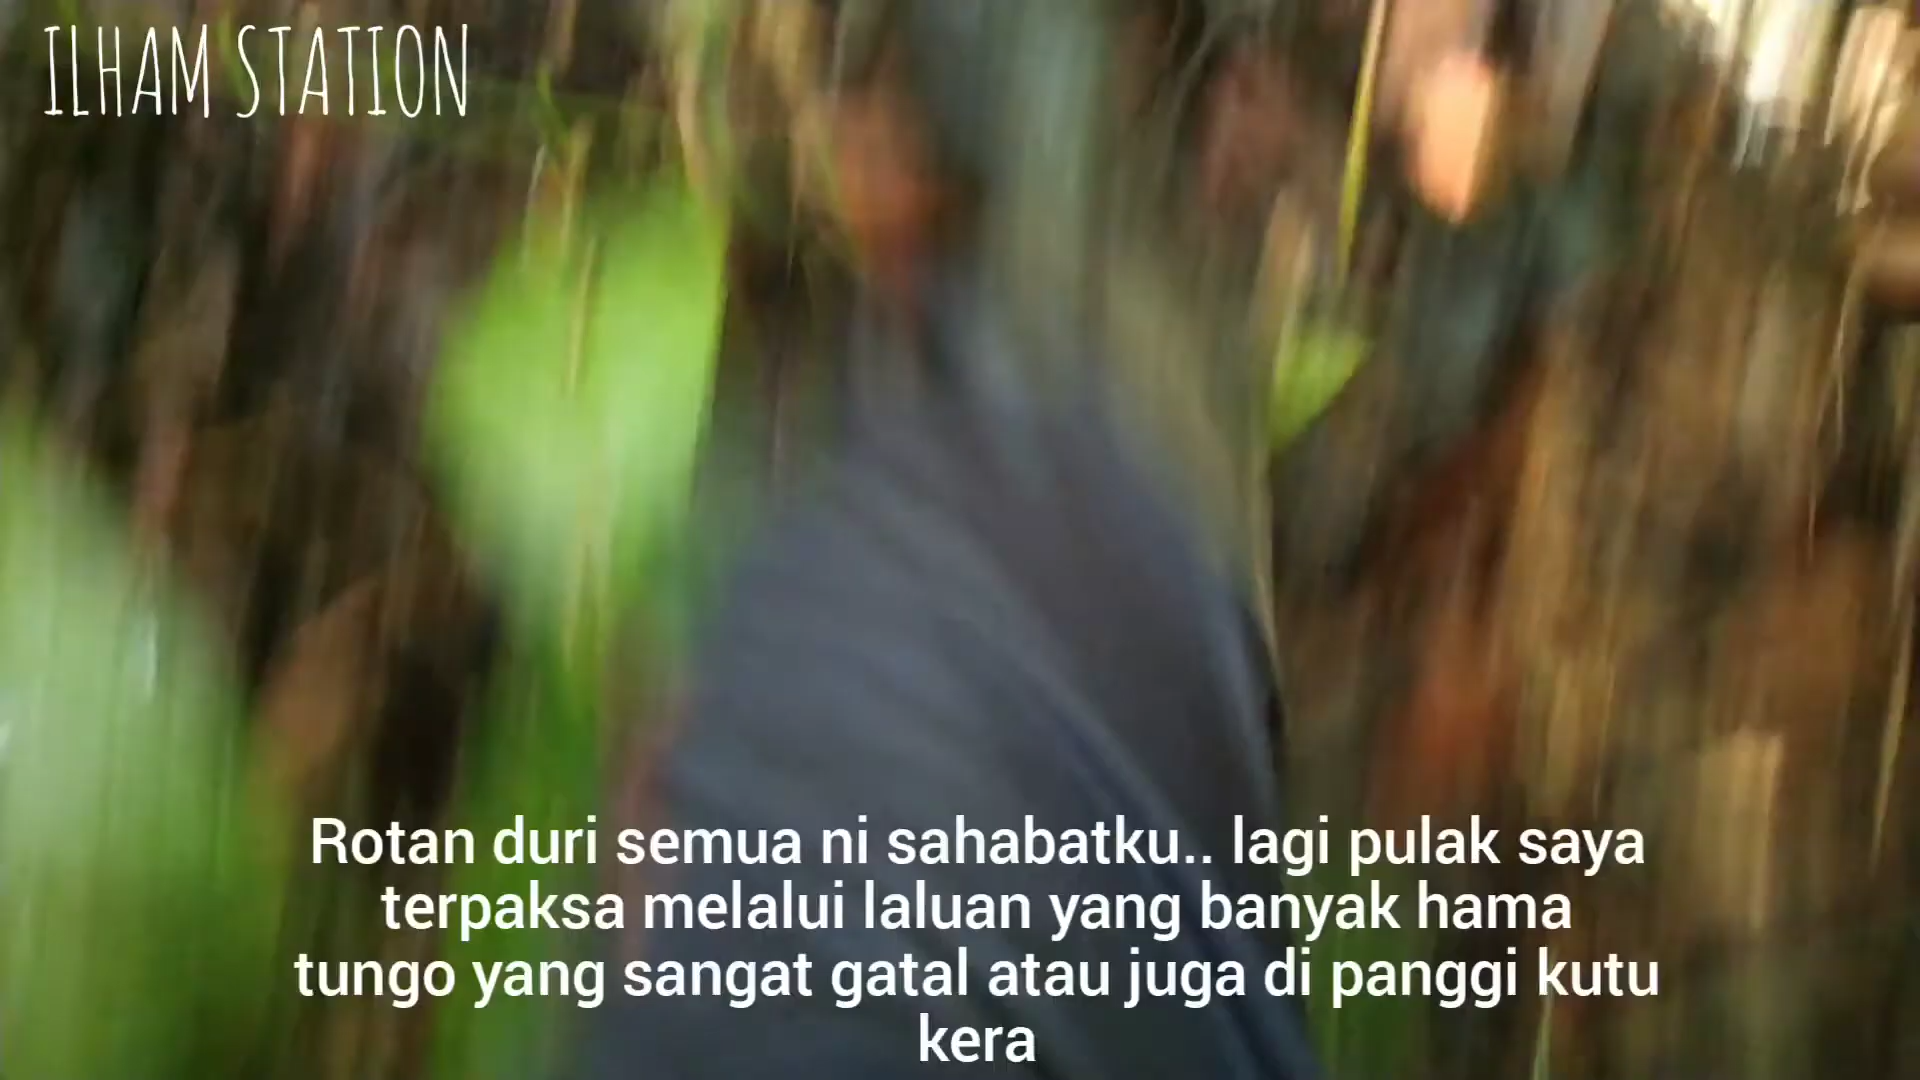 ILHAM STATION
Rotan duri semua ni sahabatku.. lagi pulak saya
terpaksa melalui laluan yang banyak hama
tungo yang sangat gatal atau juga di panggi kutu
kera